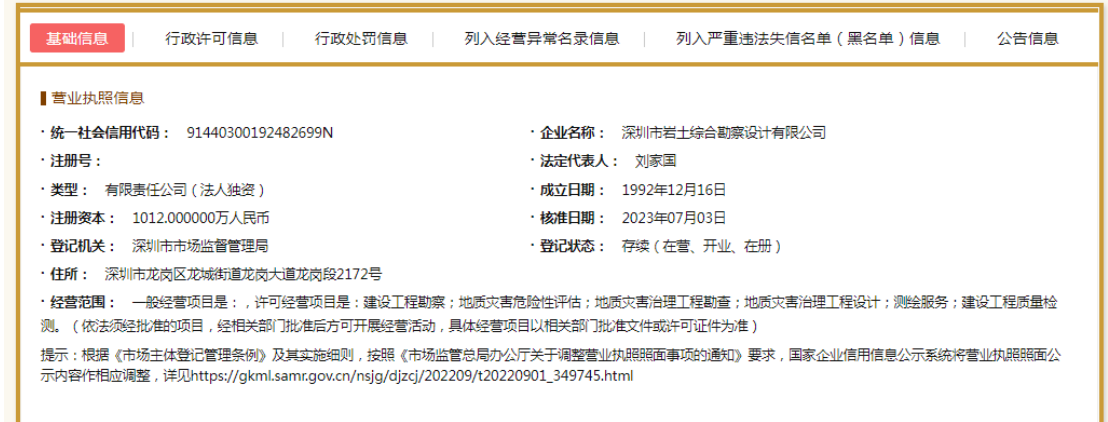 基础信息 行政许可信息 行政处罚信息 列入经营异常名录信息 列入严重违法失信名单（黑名单）信息 公告信息
营业执照信息
· 统一社会信用代码： 91440300192482699N · 企业名称： 深圳市岩土综合勘察设计有限公司
· 注册号： · 法定代表人： 刘家国
· 类型： 有限责任公司（法人独资） · 成立日期： 1992年12月16日
· 注册资本： 1012.000000万人民币 · 核准日期： 2023年07月03日
· 登记机关： 深圳市市场监督管理局 · 登记状态： 存续（在营、开业、在册）
· 住所： 深圳市龙岗区龙城街道龙岗大道龙岗段2172号
· 经营范围： 一般经营项目是：，许可经营项目是：建设工程勘察；地质灾害危险性评估；地质灾害治理工程勘查；地质灾害治理工程设计；测绘服务；建设工程质量检
测。（依法须经批准的项目，经相关部门批准后方可开展经营活动，具体经营项目以相关部门批准文件或许可证件为准）
提示：根据《市场主体登记管理条例》及其实施细则，按照《市场监管总局办公厅关于调整营业执照照面事项的通知》要求，国家企业信用信息公示系统将营业执照照面公
示内容作相应调整，详见https://gkml.samr.gov.cn/nsjg/djzcj/202209/t20220901_349745.html